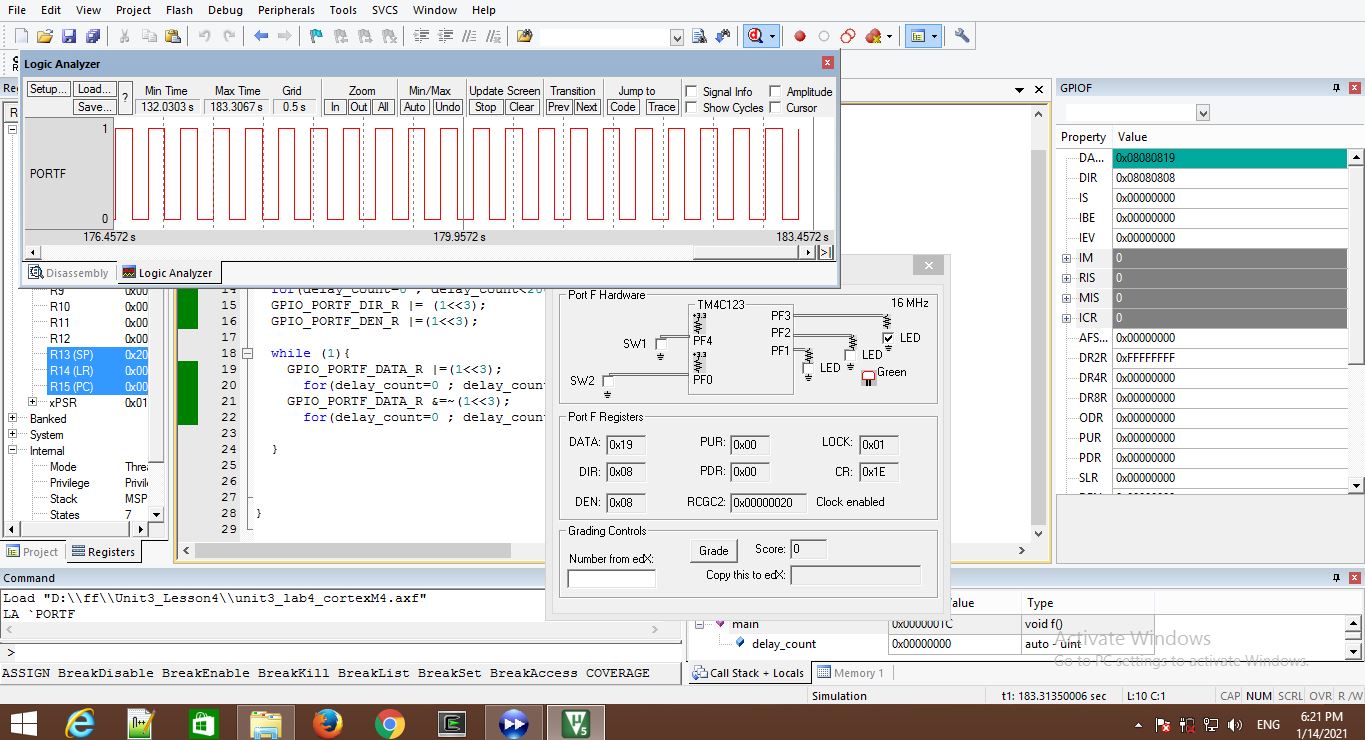 File Edit View Project Flash Debug Peripherals Tools SVCS Window Help
Logic Analyzer
Setup... Load... Save... ?
Min Time Max Time Grid Zoom Min/Max Update Screen Transition Jump to Signal Info Amplitude
132.0303 s 183.3067 s 0.5 s In Out All Auto Undo Stop Clear Prev Next Code Trace Show Cycles Cursor
1
PORTF
0
176.4572 s 179.9572 s 183.4572 s
Disassembly Logic Analyzer
R9 0x00
R10 0x00
R11 0x00
R12 0x00
R13 (SP) 0x20
R14 (LR) 0x00
R15 (PC) 0x00
xPSR 0x01
Banked
System
Internal
Mode
Privilege
Stack MSP
States 7
Project Registers
14 for(delay_count=0 ; delay_count<20
15 GPIO_PORTF_DIR_R |= (1<<3);
16 GPIO_PORTF_DEN_R |=(1<<3);
17
18 while (1){
19 GPIO_PORTF_DATA_R |=(1<<3);
20 for(delay_count=0 ; delay_coun
21 GPIO_PORTF_DATA_R &=~(1<<3);
22 for(delay_count=0 ; delay_coun
23
24 }
25
26
27
28 }
29
Port F Hardware
TM4C123
16 MHz
+3.3
PF3
PF2
PF1
PF4
+3.3
PF0
SW1
SW2
LED
LED
LED
Green
Port F Registers
DATA: 0x19 PUR: 0x00 LOCK: 0x01
DIR: 0x08 PDR: 0x00 CR: 0x1E
DEN: 0x08 RCGC2: 0x00000020 Clock enabled
Grading Controls
Number from edX: Grade Score: 0
Copy this to edX:
GPIOF
Property Value
DA... 0x08080819
DIR 0x08080808
IS 0x00000000
IBE 0x00000000
IEV 0x00000000
IM 0
RIS 0
MIS 0
ICR 0
AFS... 0x00000000
DR2R 0xFFFFFFFF
DR4R 0x00000000
DR8R 0x00000000
ODR 0x00000000
PUR 0x00000000
PDR 0x00000000
SLR 0x00000000
Command
Load "D:\\ff\\Unit3_Lesson4\\unit3_lab4_cortexM4.axf"
LA `PORTF
>
ASSIGN BreakDisable BreakEnable BreakKill BreakList BreakSet BreakAccess COVERAGE
Type
main 0x0000001C void f()
delay_count 0x00000000 auto - uint
Call Stack + Locals Memory 1
Activate Windows
Go to PC settings to activate Windows.
Simulation t1: 183.31350006 sec L:10 C:1 CAP NUM SCRL OVR R /W
ENG
6:21 PM
1/14/2021